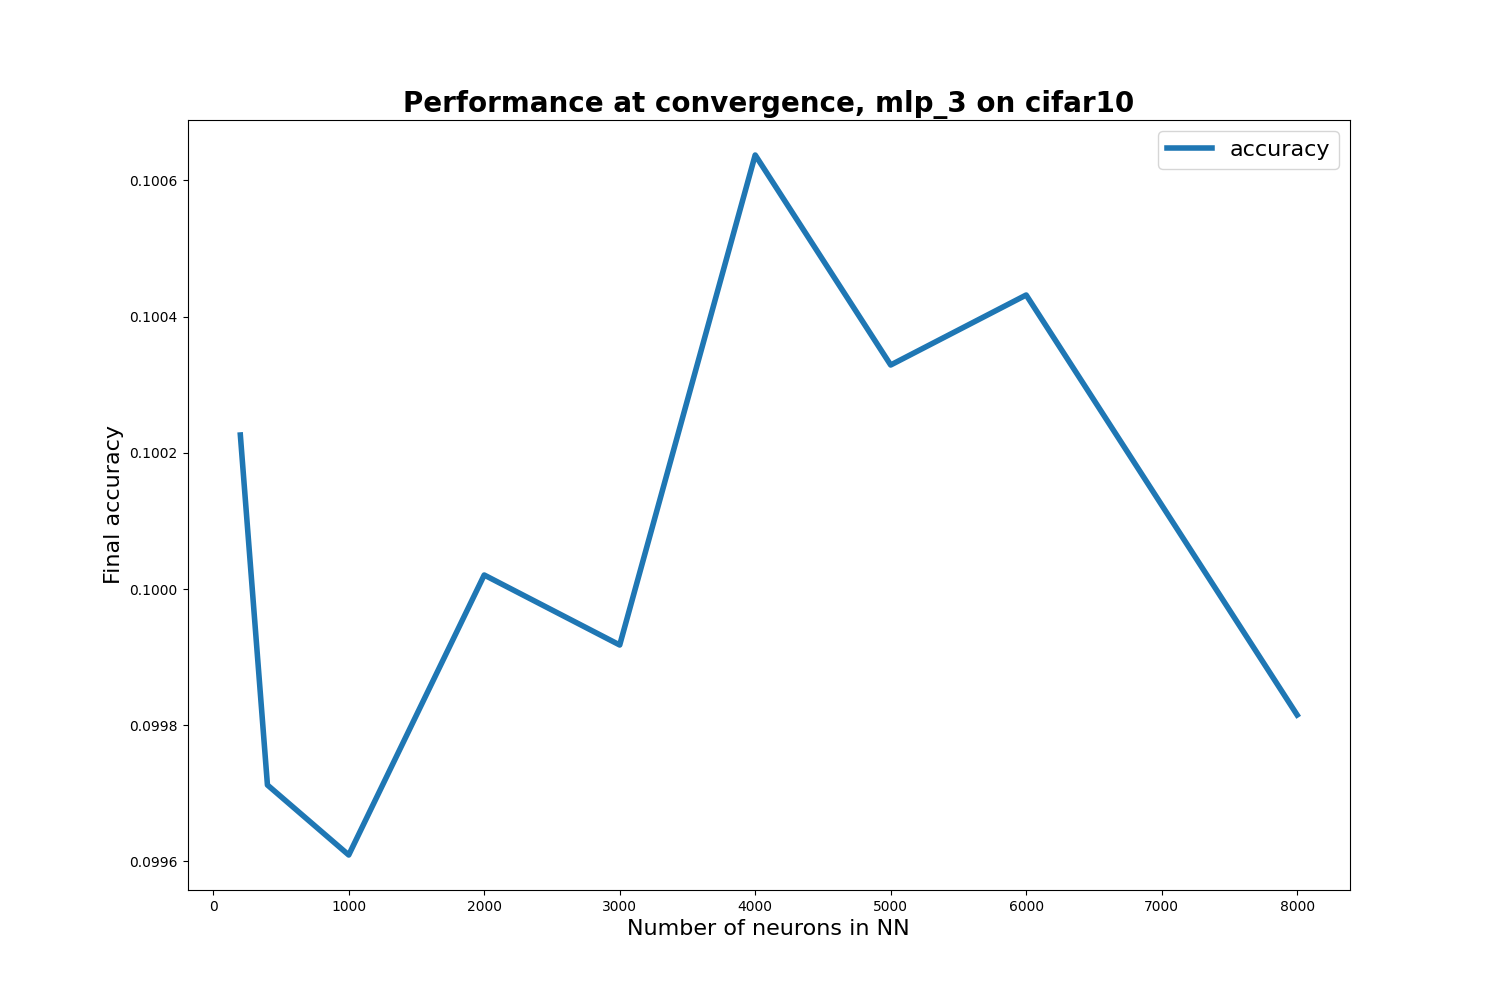 Performance at convergence, mlp_3 on cifar10
accuracy
0.1006
0.1004
0.1002
0.1000
0.0998
0.0996
Final accuracy
0 1000 2000 3000 4000 5000 6000 7000 8000
Number of neurons in NN